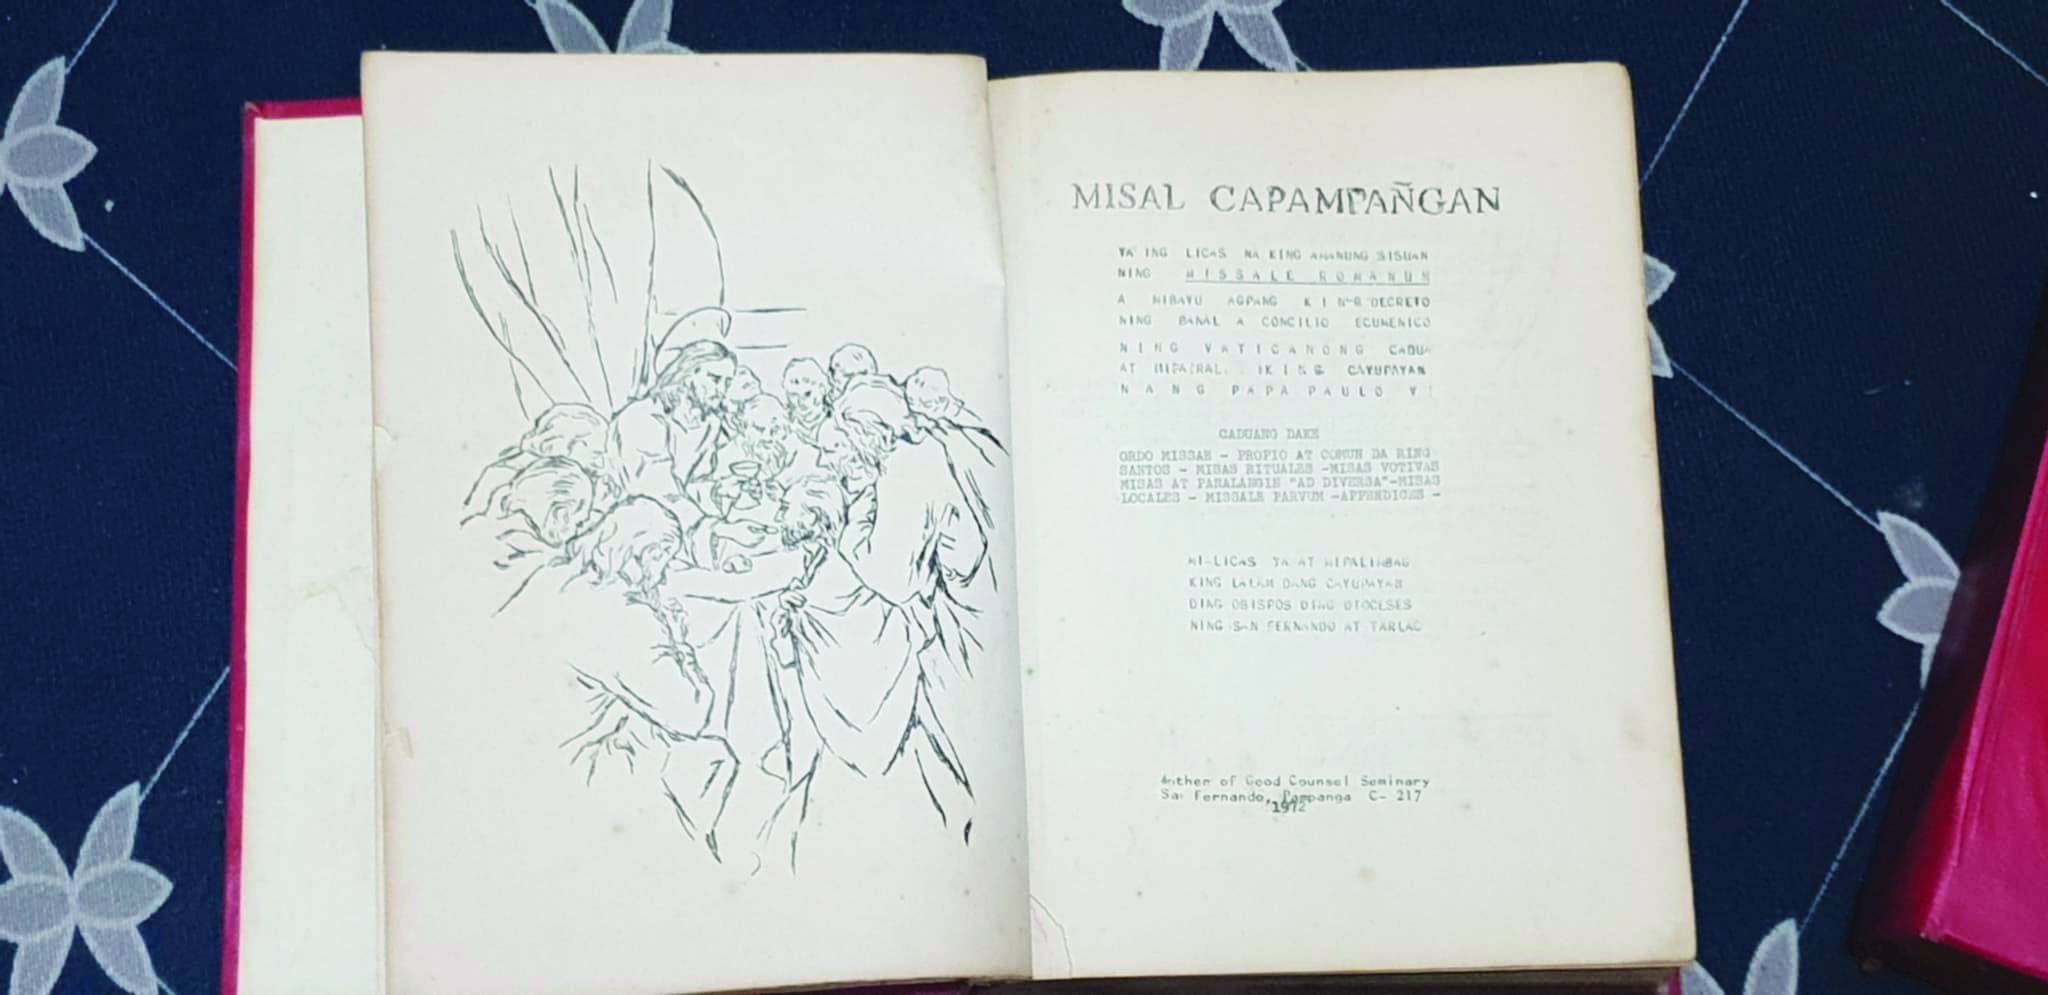 MISAL CAPAMPAÑGAN
YA ING LICAS NA KING AMANUNG SISUAN
NING MISSALE ROMANUM
A MIBAYU AGPANG KING DECRETO
NING BANAL A CONCILIO ECUMENICO
NING VATICANONG CADUA
AT KING CAYUPAYAN
NANG PAPA PAULO VI
CADUANG DAKE
ORDO MISSAE - PROPIO AT COMUN DA RING
SANTOS - MISAS RITUALES -MISAS VOTIVAS
MISAS AT PANALANGIN "AD DIVERSA"-MISAS
LOCALES - MISSALE PARVUM -APPENDICES -
MI-LICAS YA AT MIPALIMBAG
KING LALAM DANG CAYUPAYAN
DING OBISPOS DING DIOCESES
NING SAN FERNANDO AT TARLAC
Mother of Good Counsel Seminary
San Fernando, Pampanga C- 217
1972